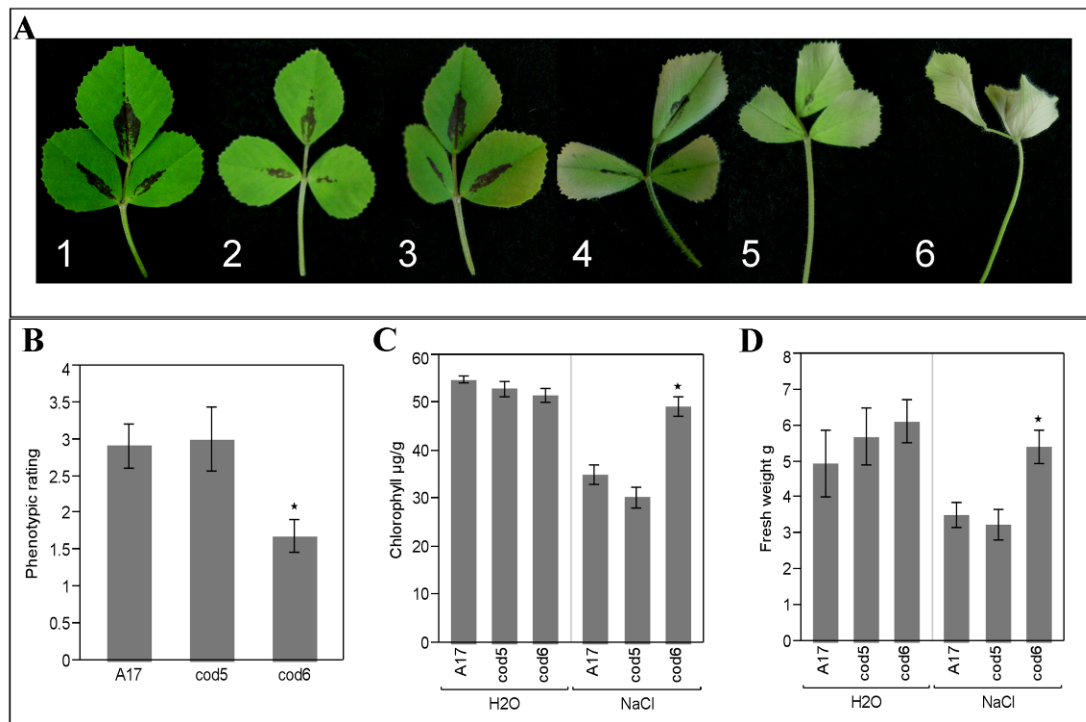 A
1 2 3 4 5 6
B
Phenotypic rating
4
3.5
3
2.5
2
1.5
1
0.5
0
★
A17 cod5 cod6
C
Chlorophyll µg/g
60
50
40
30
20
10
0
★
A17 cod5 cod6 A17 cod5 cod6
H2O NaCl
D
Fresh weight g
8
7
6
5
4
3
2
1
0
★
A17 cod5 cod6 A17 cod5 cod6
H2O NaCl